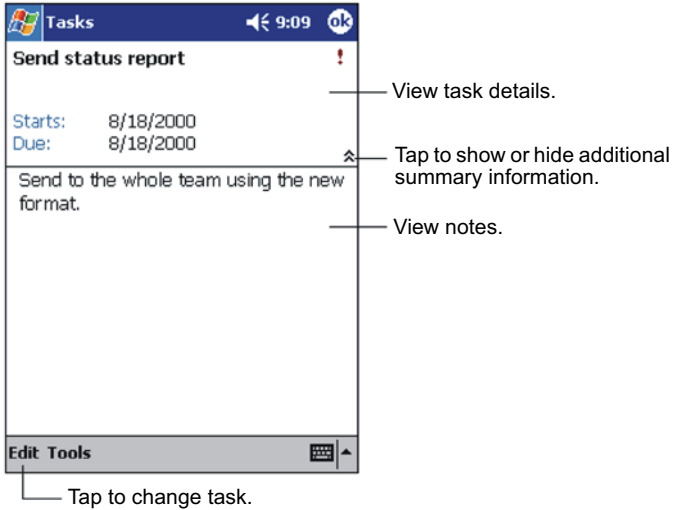 Tasks 9:09 ok
Send status report !
View task details.
Starts: 8/18/2000
Due: 8/18/2000
Tap to show or hide additional
summary information.
Send to the whole team using the new
format.
View notes.
Edit Tools
Tap to change task.